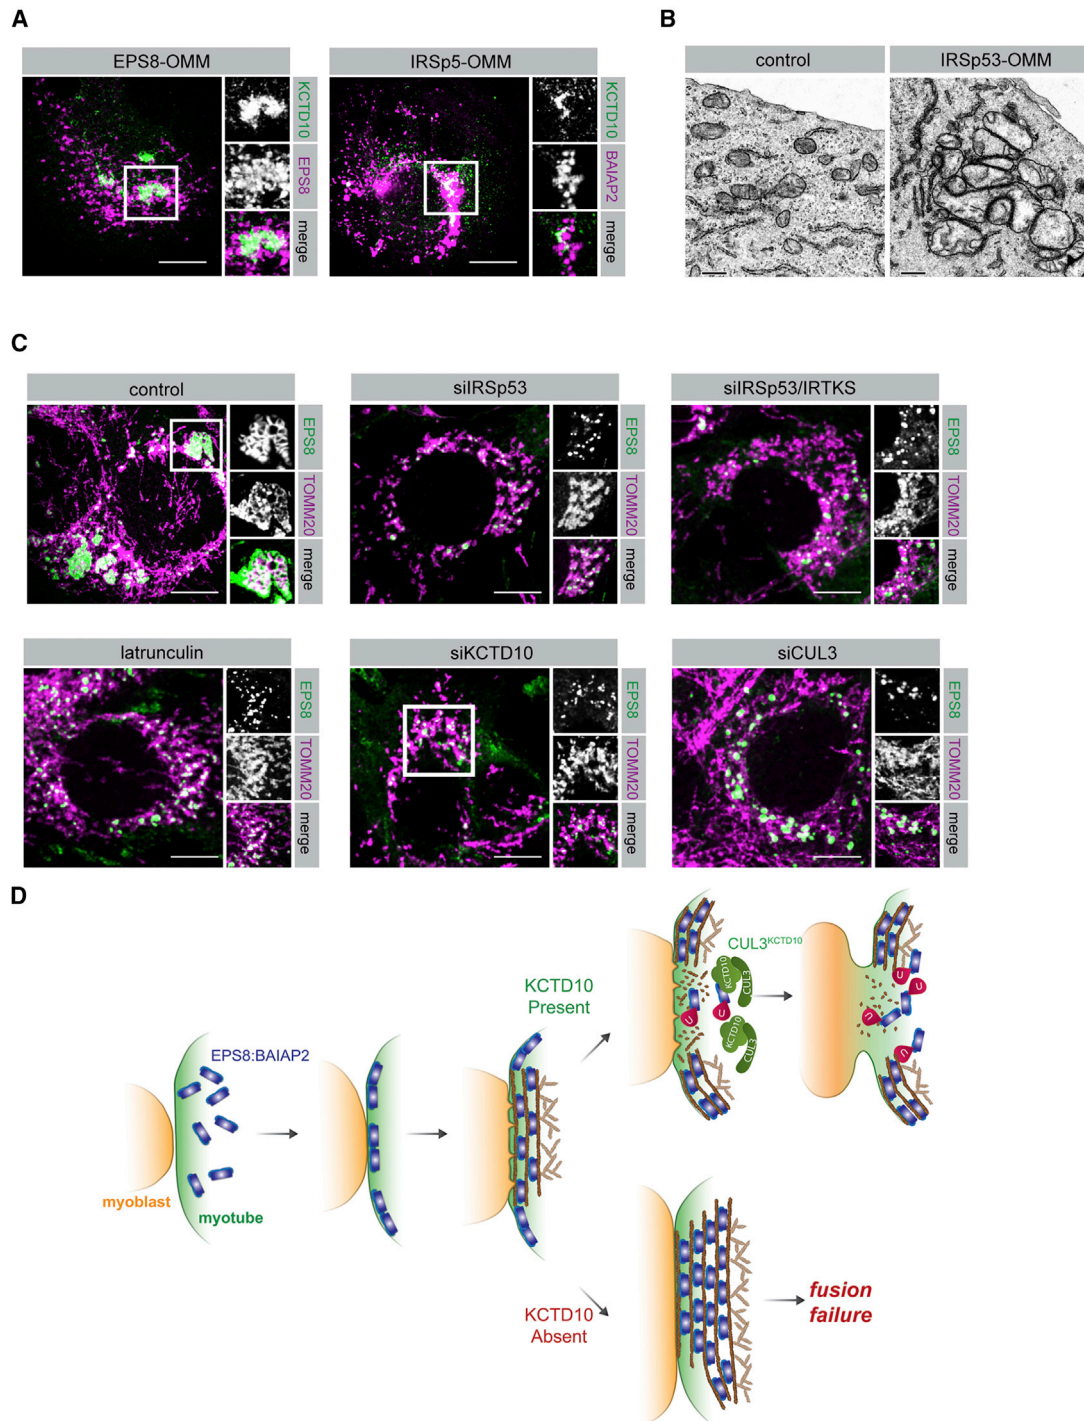 A
EPS8-OMM
KCTD10
EPS8
merge
IRSp5-OMM
KCTD10
BAIAP2
merge
B
control
IRSp53-OMM
C
control
EPS8
TOMM20
merge
siIRSp53
EPS8
TOMM20
merge
siIRSp53/IRTKS
EPS8
TOMM20
merge
latrunculin
EPS8
TOMM20
merge
siKCTD10
EPS8
TOMM20
merge
siCUL3
EPS8
TOMM20
merge
D
EPS8:BAIAP2
myoblast
myotube
KCTD10
Present
CUL3KCTD10
KCTD10
CUL3
U
U
KCTD10
CUL3
U
U
U
U
KCTD10
Absent
fusion
failure